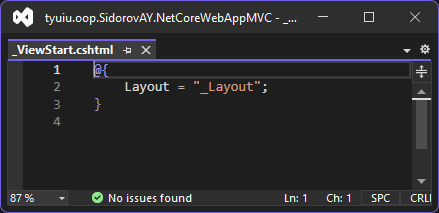 tyuiu.oop.SidorovAY.NetCoreWebAppMVC - _...
_ViewStart.cshtml
1 @{
2 Layout = "_Layout";
3 }
4
87 % No issues found Ln: 1 Ch: 1 SPC CRL